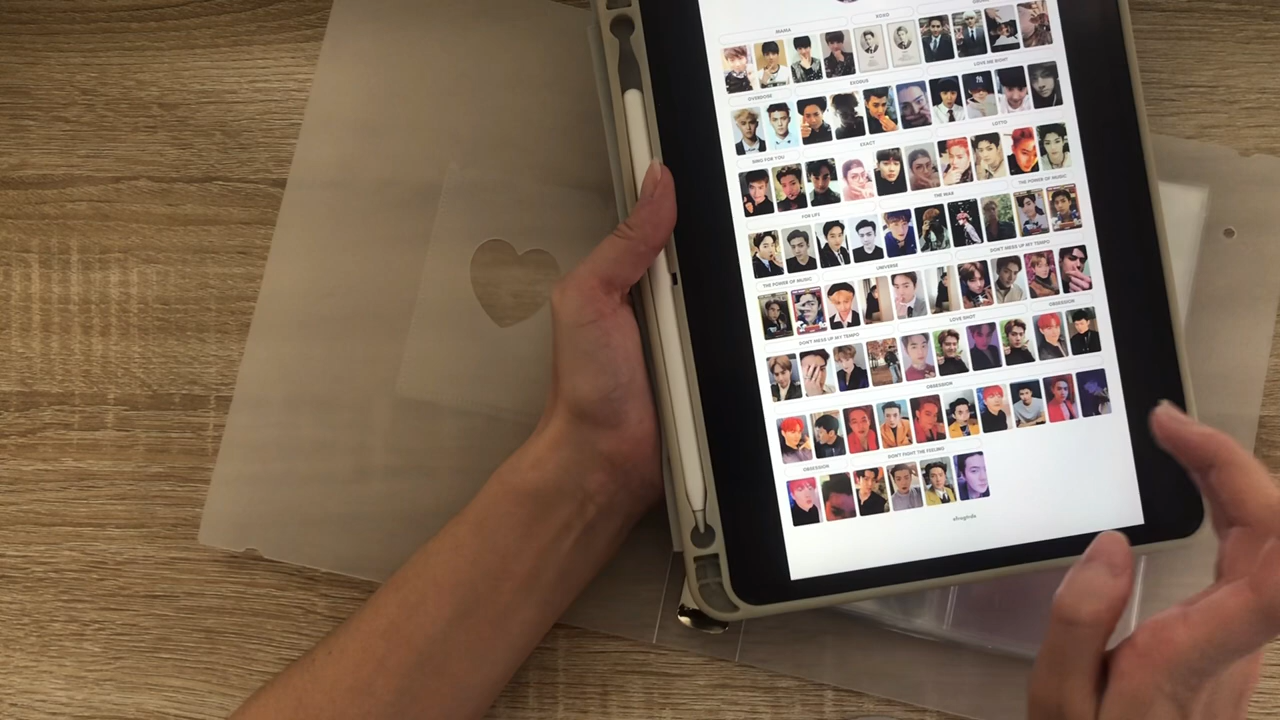 MAMA XOXO
OVERDOSE EXODUS LOVE ME RIGHT
SING FOR YOU EXACT LOTTO
FOR LIFE THE WAR THE POWER OF MUSIC
THE POWER OF MUSIC UNIVERSE DON'T MESS UP MY TEMPO
DON'T MESS UP MY TEMPO LOVE SHOT OBSESSION
OBSESSION
OBSESSION DON'T FIGHT THE FEELING